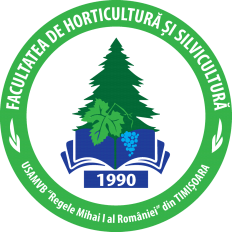 FACULTATEA DE HORTICULTURĂ ȘI SILVICULTURĂ
1990
USAMVB "Regele Mihai I al României" din TIMIȘOARA